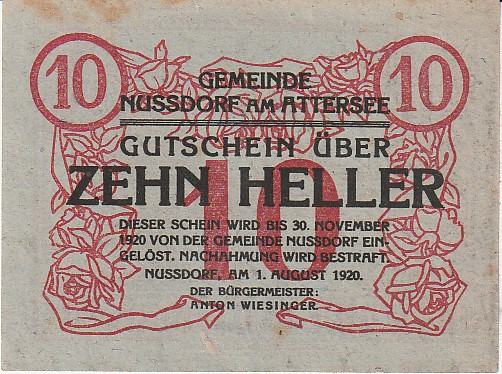 10 10
GEMEINDE
NUSSDORF AM ATTERSEE
GUTSCHEIN ÜBER
10
ZEHN HELLER
DIESER SCHEIN WIRD BIS 30. NOVEMBER
1920 VON DER GEMEINDE NUSSDORF EIN-
GELÖST. NACHAHMUNG WIRD BESTRAFT.
NUSSDORF, AM 1. AUGUST 1920.
DER BÜRGERMEISTER:
ANTON WIESINGER.